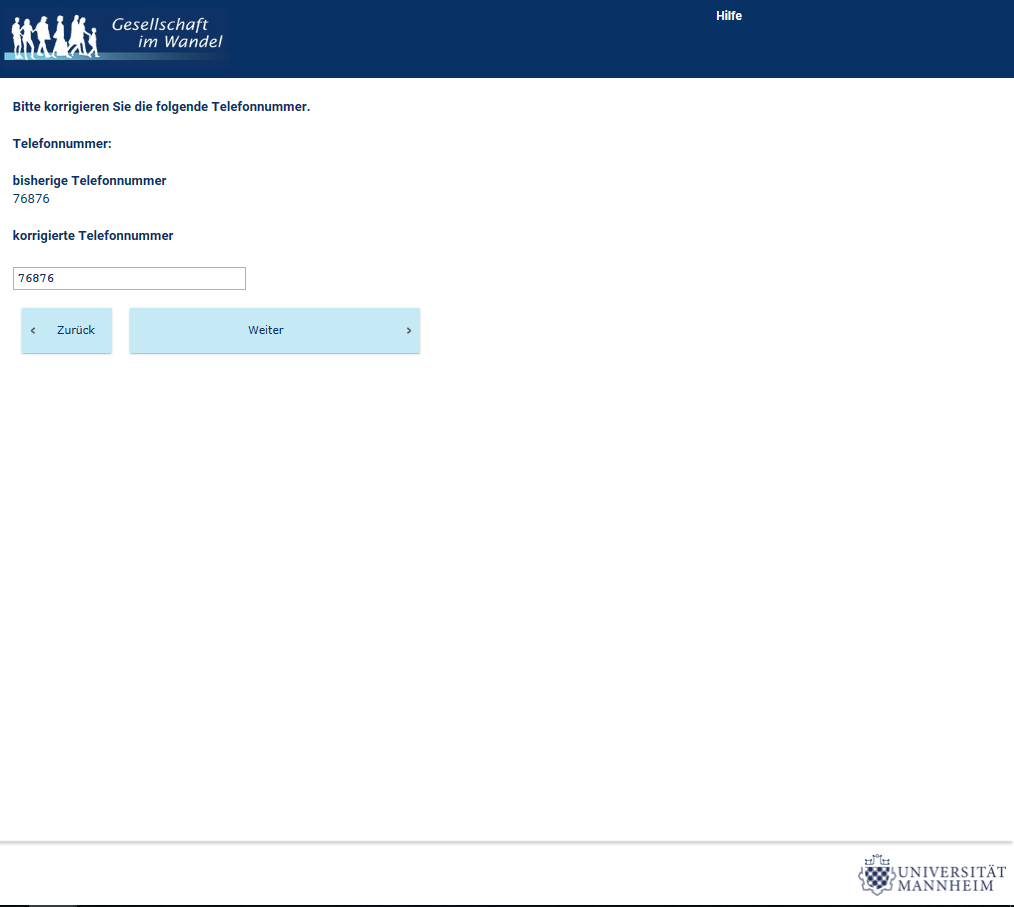 Gesellschaft
im Wandel
Hilfe
Bitte korrigieren Sie die folgende Telefonnummer.
Telefonnummer:
bisherige Telefonnummer
76876
korrigierte Telefonnummer
76876
‹ Zurück
Weiter ›
UNIVERSITÄT
MANNHEIM